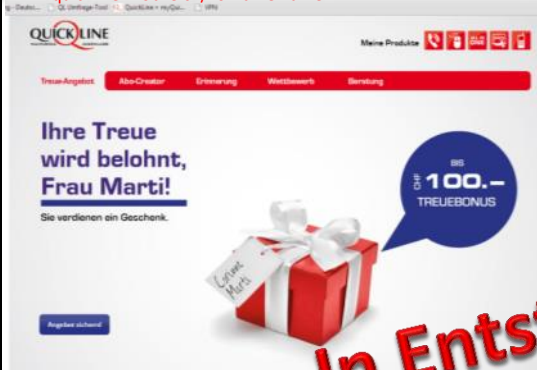 QUICKLINE
Meine Produkte
Treue-Angebot
Abo-Creator
Erinnerung
Wettbewerb
Beratung
Ihre Treue
wird belohnt,
Frau Marti!
Sie verdienen ein Geschenk.
BIS
CHF 100.–
TREUEBONUS
Corinne
Marti
Angebot sichern!
In Entst